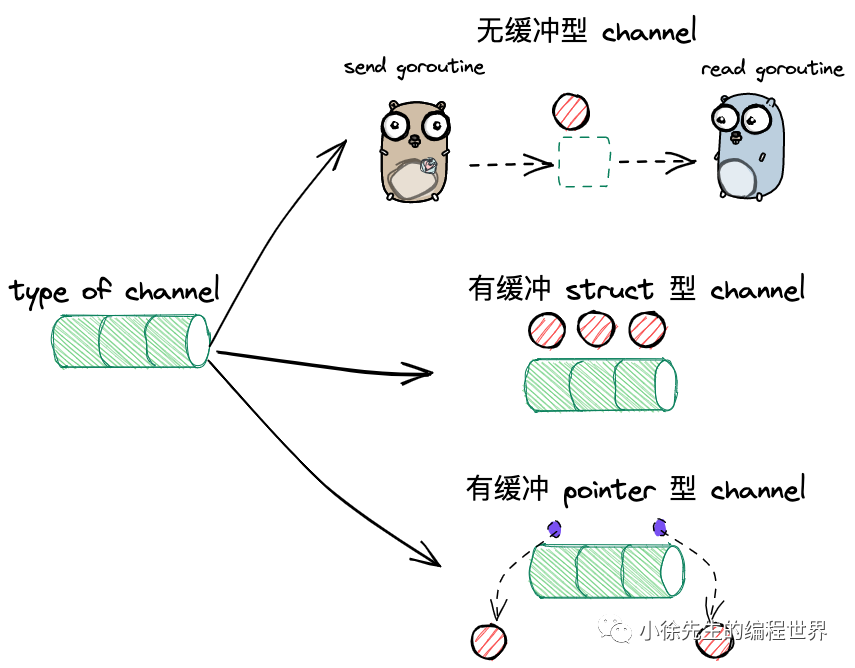 无缓冲型 channel
send goroutine
read goroutine
type of channel
有缓冲 struct 型 channel
有缓冲 pointer 型 channel
小徐先生的编程世界